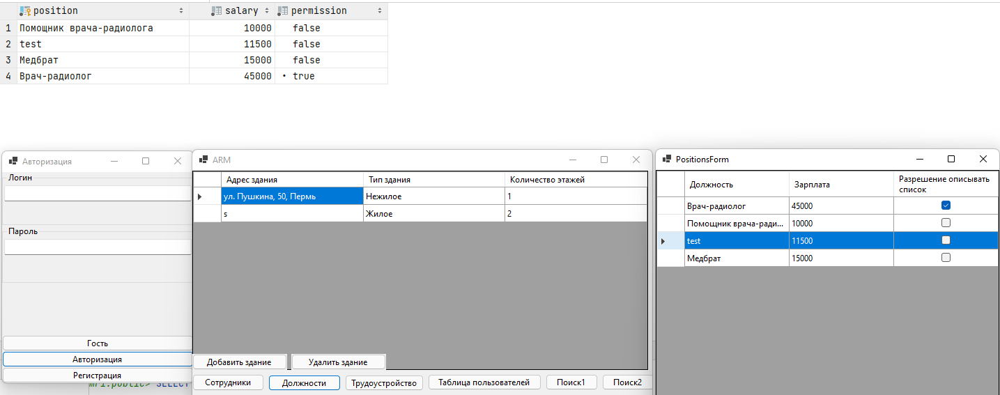 position salary permission
1 Помощник врача-радиолога 10000 false
2 test 11500 false
3 Медбрат 15000 false
4 Врач-радиолог 45000 • true
Авторизация
Логин
Пароль
Гость
Авторизация
Регистрация
ARM
Адрес здания Тип здания Количество этажей
ул. Пушкина, 50, Пермь Нежилое 1
s Жилое 2
Добавить здание Удалить здание
Сотрудники Должности Трудоустройство Таблица пользователей Поиск1 Поиск2
PositionsForm
Должность Зарплата Разрешение описывать
список
Врач-радиолог 45000
Помощник врача-ради... 10000
test 11500
Медбрат 15000
SELECT